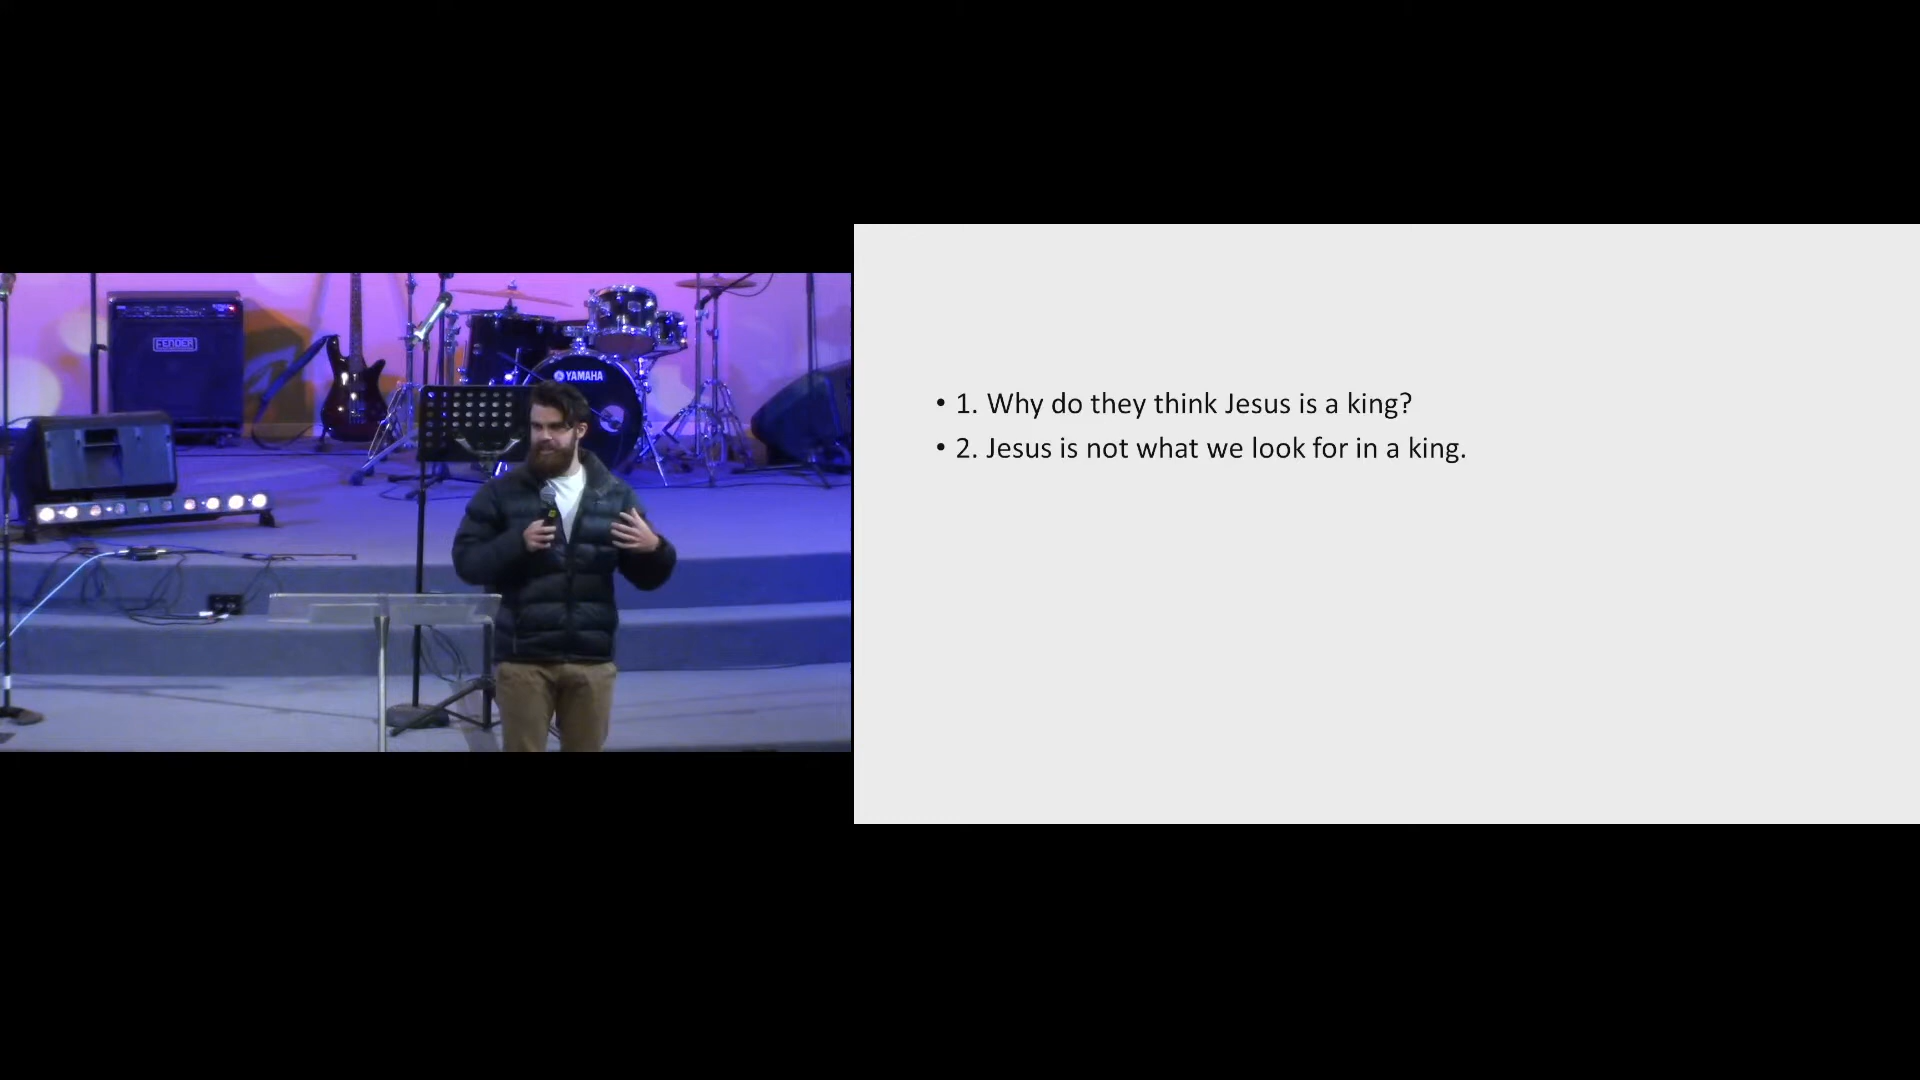 FENDER
YAMAHA
• 1. Why do they think Jesus is a king?
• 2. Jesus is not what we look for in a king.